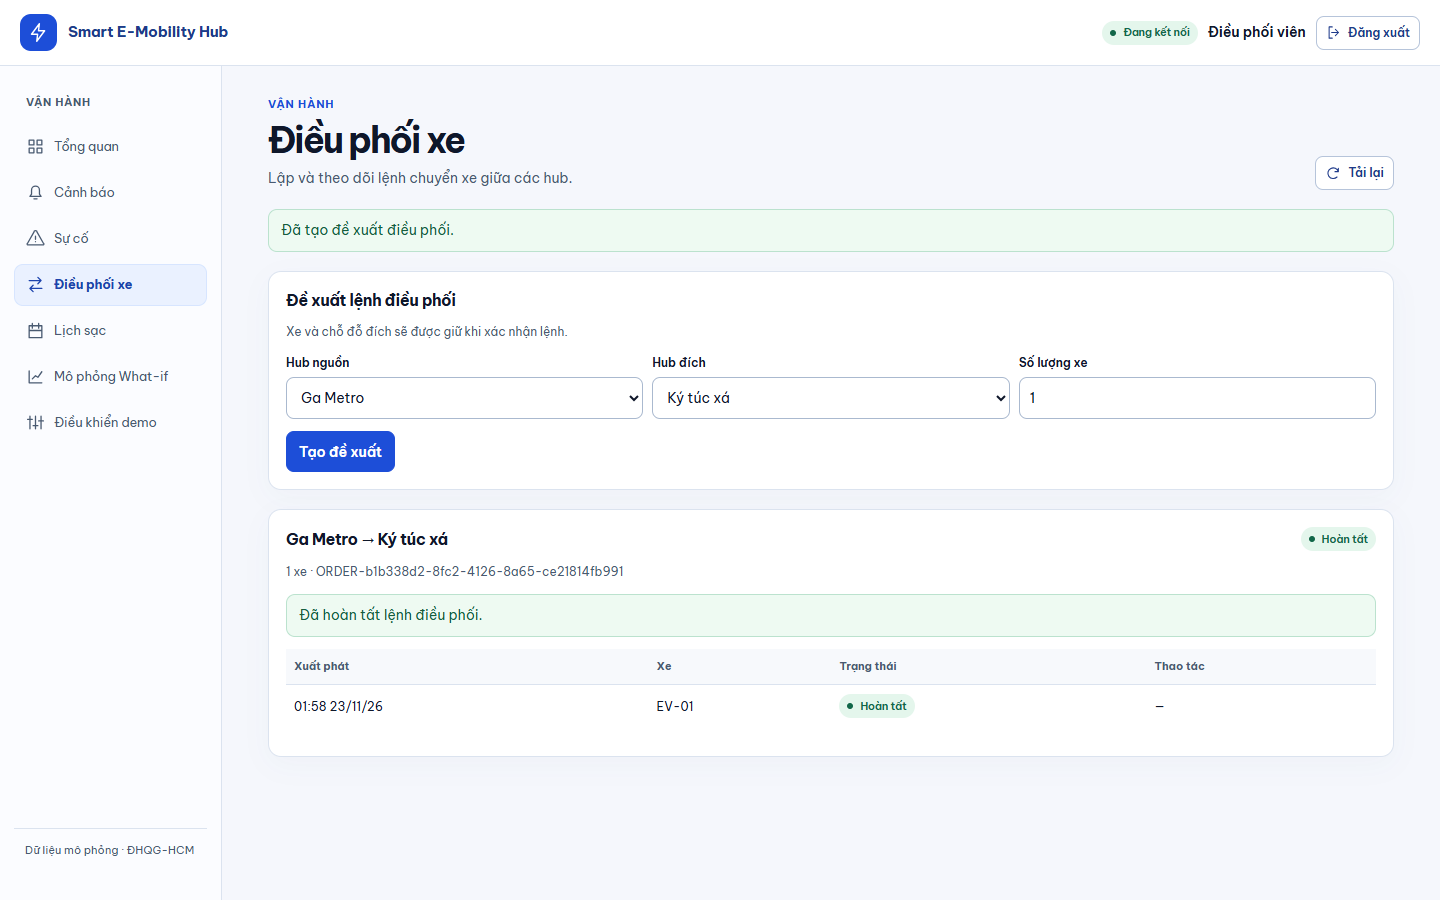 Smart E-Mobility Hub
Đang kết nối
Điều phối viên
Đăng xuất
VẬN HÀNH
Tổng quan
Cảnh báo
Sự cố
Điều phối xe
Lịch sạc
Mô phỏng What-if
Điều khiển demo
Dữ liệu mô phỏng · ĐHQG-HCM
VẬN HÀNH
Điều phối xe
Lập và theo dõi lệnh chuyển xe giữa các hub.
Tải lại
Đã tạo đề xuất điều phối.
Đề xuất lệnh điều phối
Xe và chỗ đỗ đích sẽ được giữ khi xác nhận lệnh.
Hub nguồn
Hub đích
Số lượng xe
Ga Metro
Ký túc xá
1
Tạo đề xuất
Ga Metro → Ký túc xá
Hoàn tất
1 xe · ORDER-b1b338d2-8fc2-4126-8a65-ce21814fb991
Đã hoàn tất lệnh điều phối.
Xuất phát Xe Trạng thái Thao tác
01:58 23/11/26 EV-01 Hoàn tất –